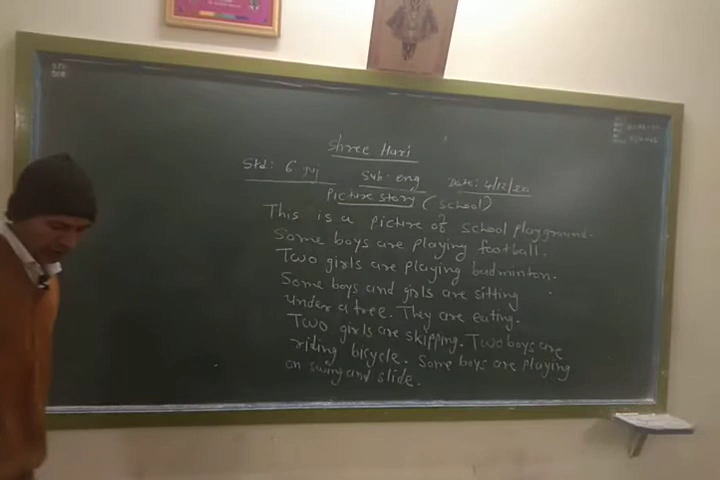 Shree Hari
Std: 6 Sub: eng Date: 4/12/20
Picture story (school)
This is a picture of school playground.
Some boys are playing football.
Two girls are playing badminton.
Some boys and girls are sitting
under a tree. They are eating.
Two girls are skipping. Two boys are
riding bicycle. Some boys are playing
on swing and slide.